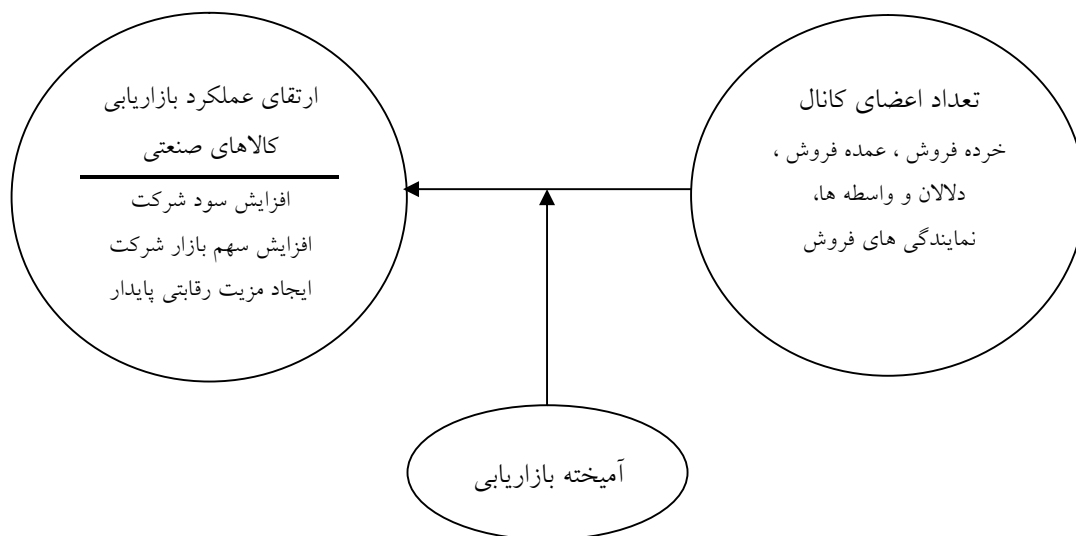 تعداد اعضای کانال
خرده فروش ، عمده فروش ،
دلالان و واسطه ها،
نمایندگی های فروش
ارتقای عملکرد بازاریابی
کالاهای صنعتی
افزایش سود شرکت
افزایش سهم بازار شرکت
ایجاد مزیت رقابتی پایدار
آمیخته بازاریابی